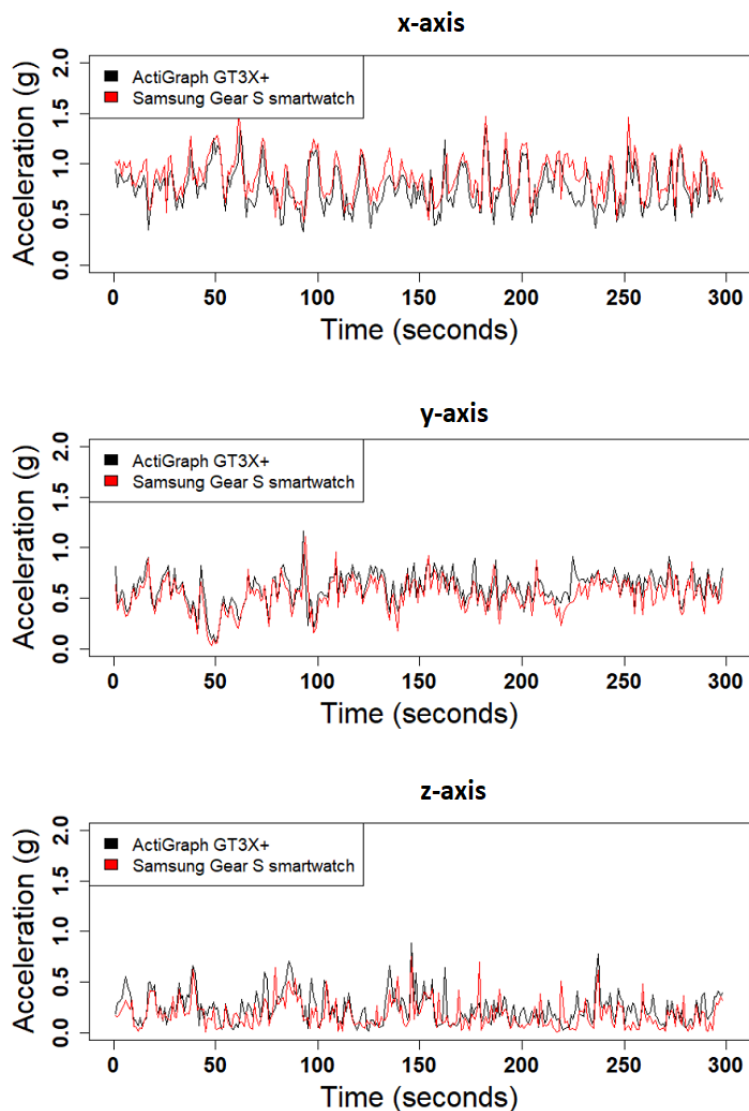 x-axis
Acceleration (g)
2.0
1.5
1.0
0.5
0.0
ActiGraph GT3X+
Samsung Gear S smartwatch
0 50 100 150 200 250 300
Time (seconds)
y-axis
Acceleration (g)
2.0
1.5
1.0
0.5
0.0
ActiGraph GT3X+
Samsung Gear S smartwatch
0 50 100 150 200 250 300
Time (seconds)
z-axis
Acceleration (g)
2.0
1.5
1.0
0.5
0.0
ActiGraph GT3X+
Samsung Gear S smartwatch
0 50 100 150 200 250 300
Time (seconds)